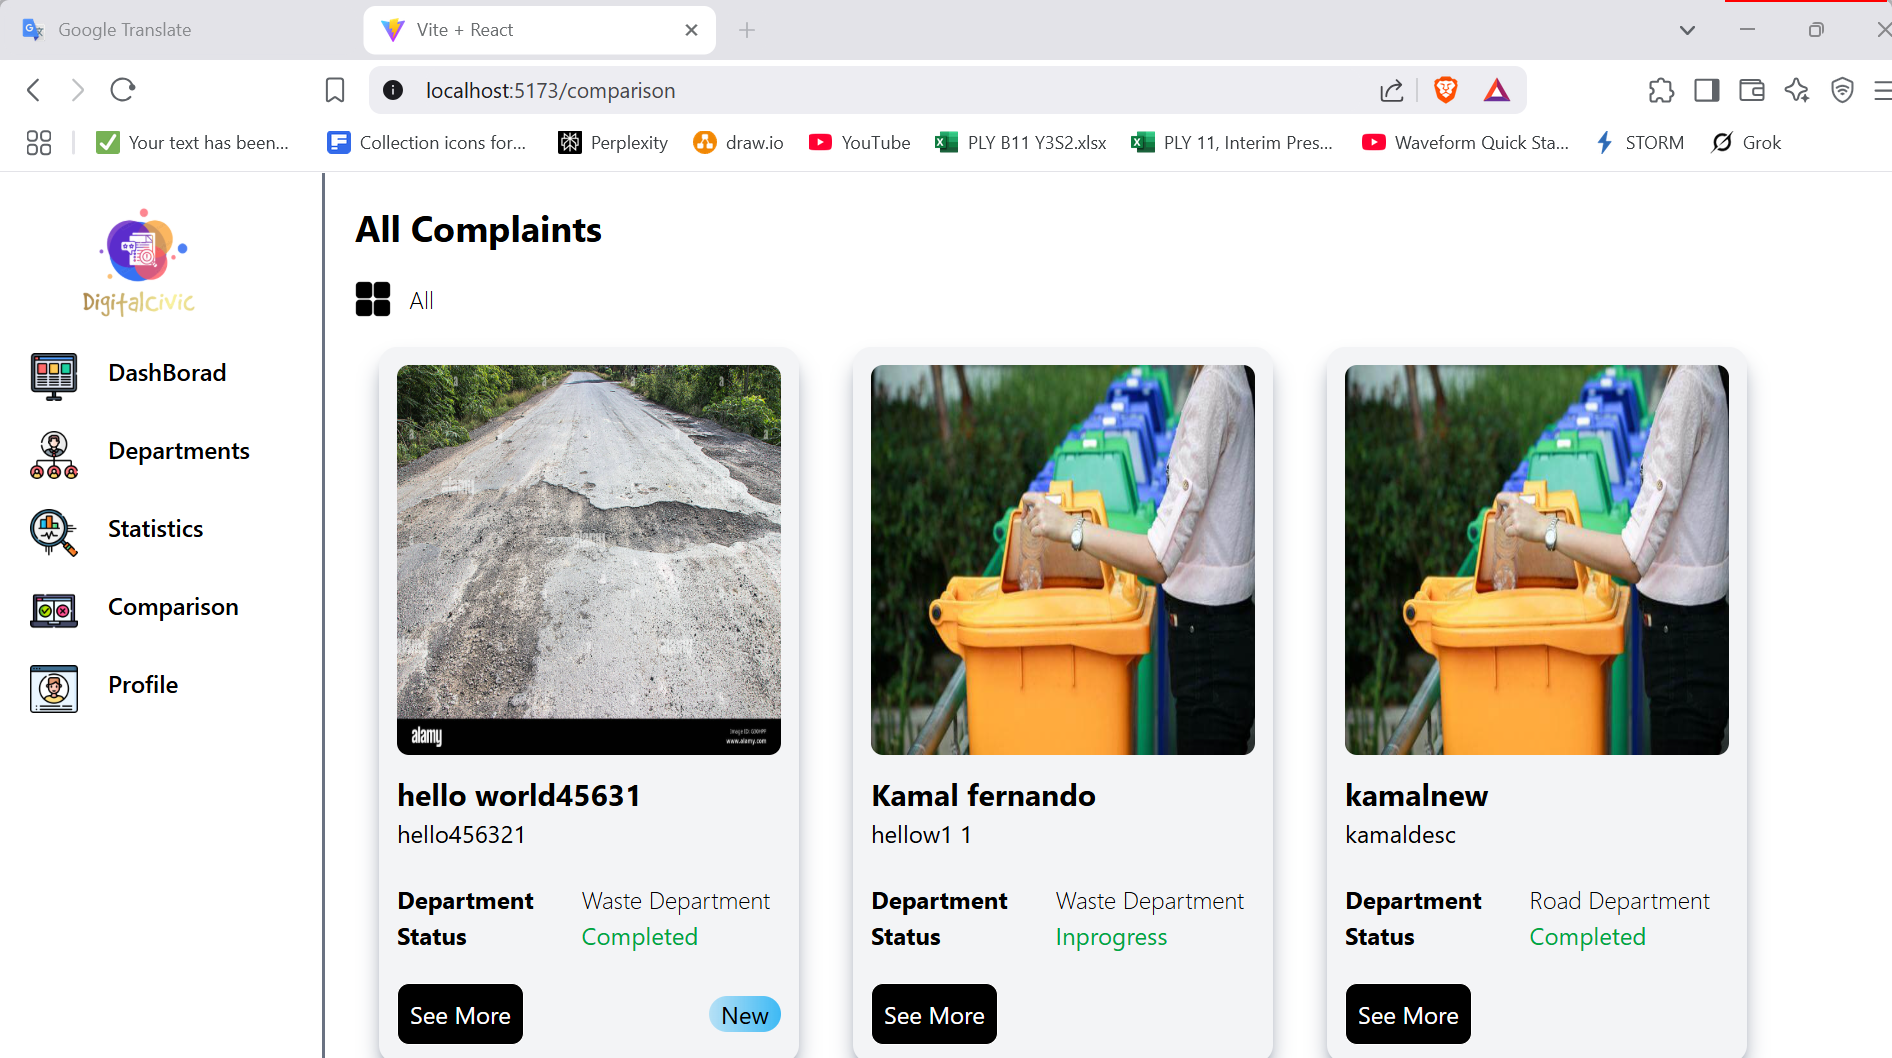 Google Translate
Vite + React
localhost:5173/comparison
Your text has been...
Collection icons for...
Perplexity
draw.io
YouTube
PLY B11 Y3S2.xlsx
PLY 11, Interim Pres...
Waveform Quick Sta...
STORM
Grok
DigitalCivic
DashBorad
Departments
Statistics
Comparison
Profile
All Complaints
All
alamy
www.alamy.com
hello world45631
hello456321
Department Waste Department
Status Completed
See More New
Kamal fernando
hellow1 1
Department Waste Department
Status Inprogress
See More
kamalnew
kamaldesc
Department Road Department
Status Completed
See More